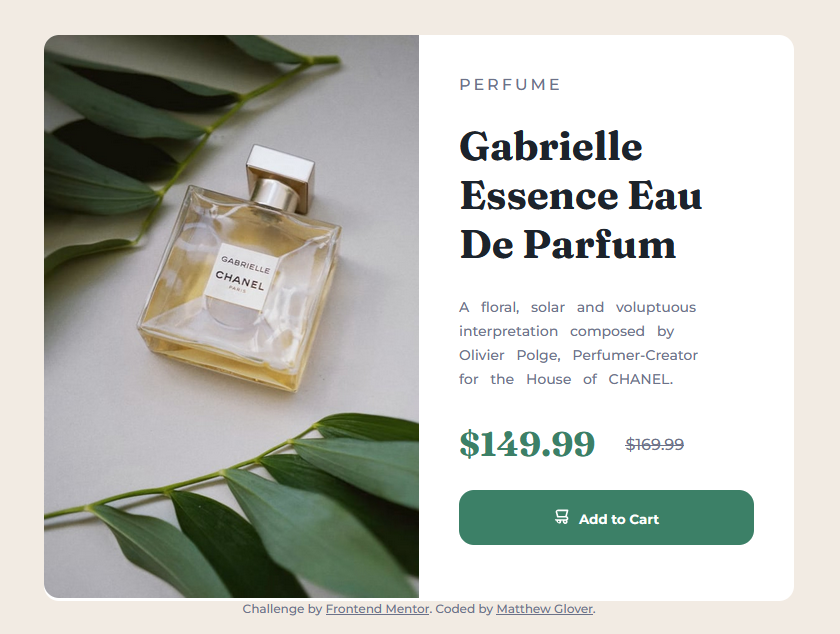 GABRIELLE
CHANEL
PARIS
PERFUME
Gabrielle
Essence Eau
De Parfum
A floral, solar and voluptuous
interpretation composed by
Olivier Polge, Perfumer-Creator
for the House of CHANEL.
$149.99 $169.99
Add to Cart
Challenge by Frontend Mentor. Coded by Matthew Glover.